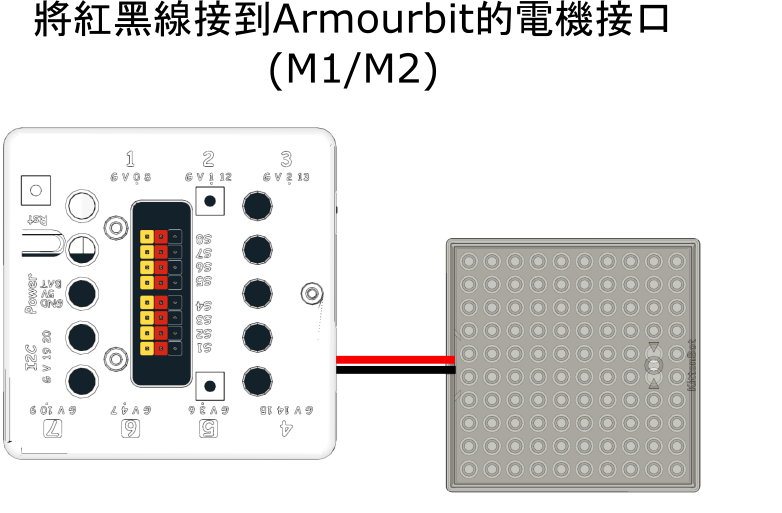 將紅黑線接到Armourbit的電機接口
(M1/M2)
1 2 3
G V 0 8 G V 1 12 G V 2 13
Rst
S8
S7
S6
S5
S4
S3
S2
S1
Power
BAT
5V
GND
I2C
G V 19 20
KittenBot
G V 10 9 G V 4 7 G V 3 6 G V 14 15
7 6 5 4